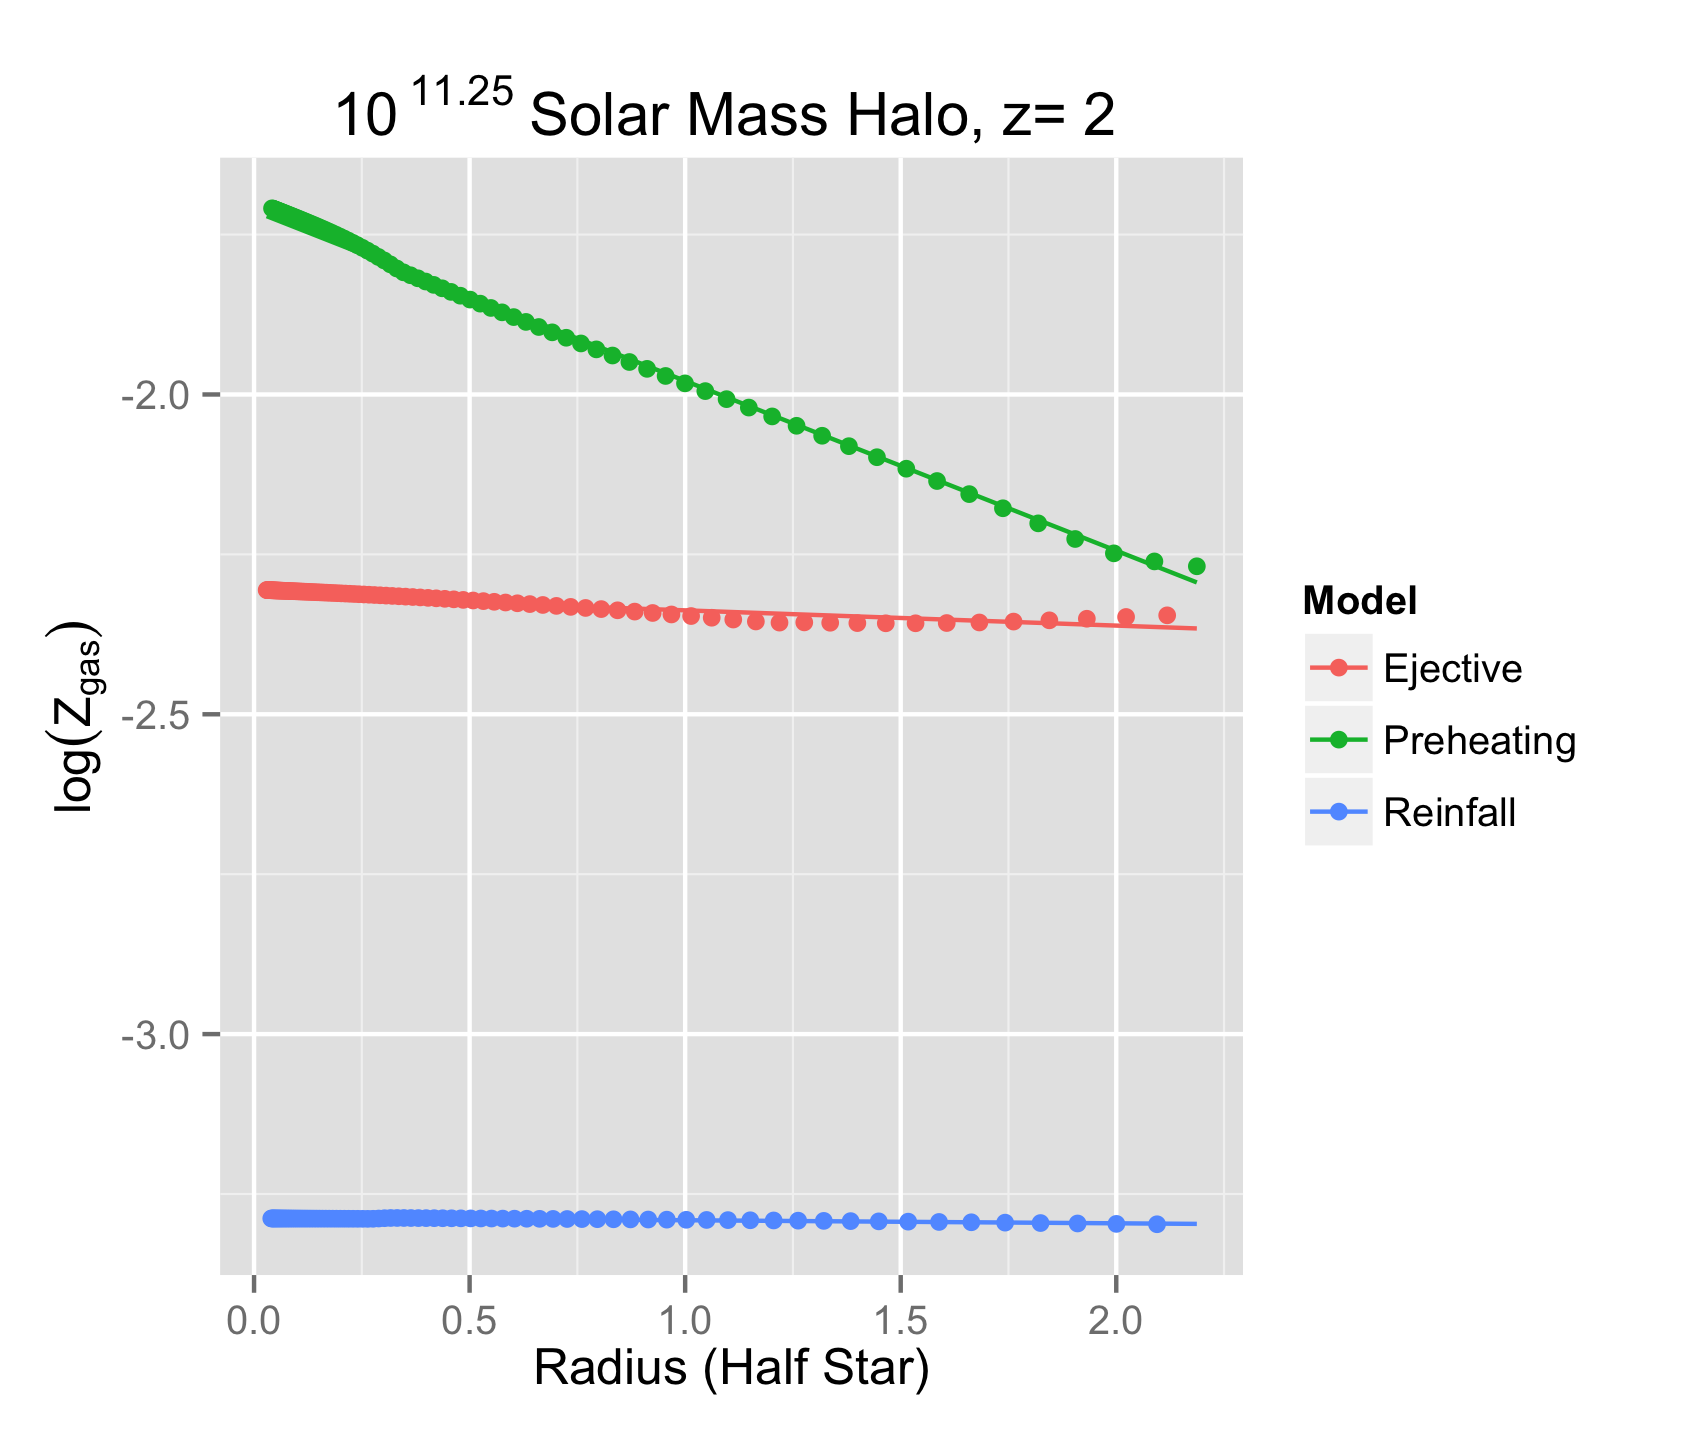 10 11.25 Solar Mass Halo, z= 2
log(Zgas)
-2.0
-2.5
-3.0
0.0 0.5 1.0 1.5 2.0
Radius (Half Star)
Model
Ejective
Preheating
Reinfall